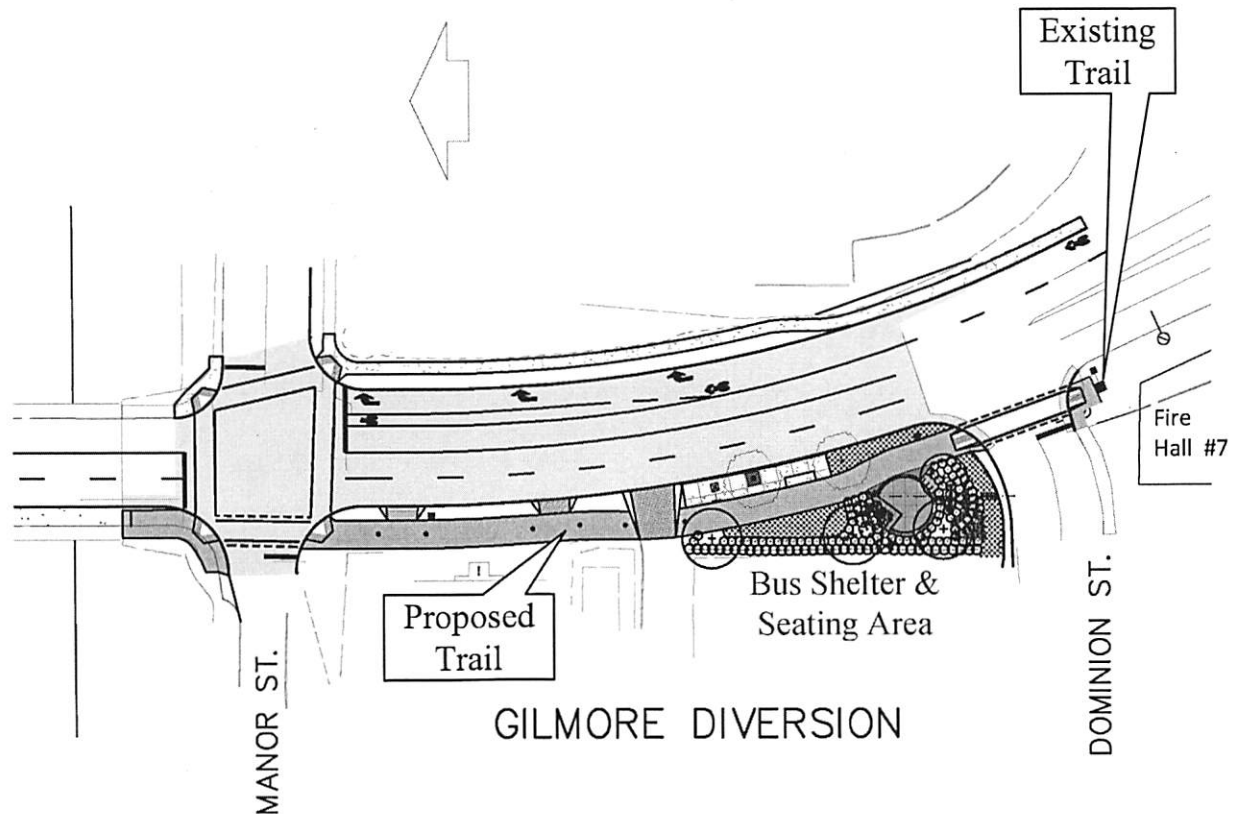 Existing
Trail
Fire
Hall #7
Bus Shelter &
Seating Area
Proposed
Trail
MANOR ST.
GILMORE DIVERSION
DOMINION ST.